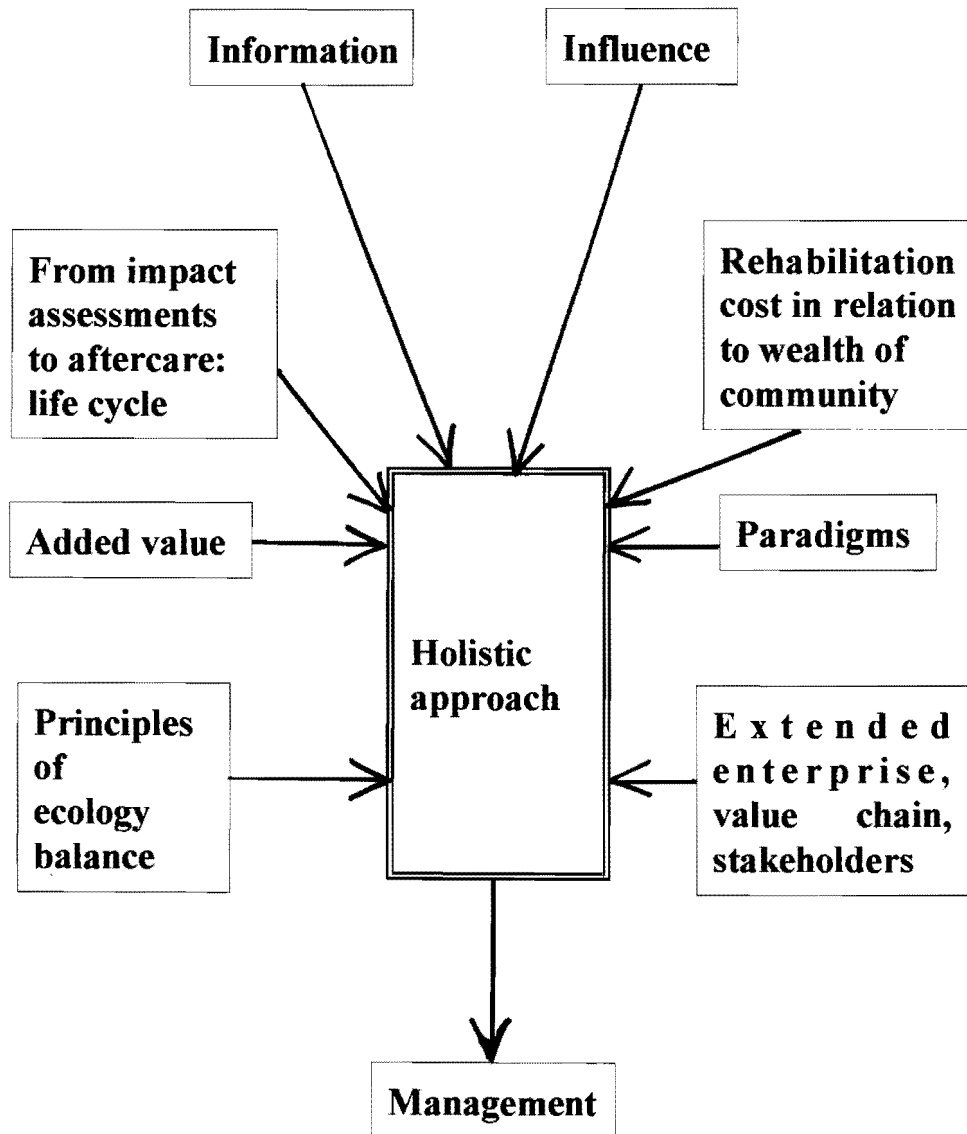 Information
Influence
From impact
assessments
to aftercare:
life cycle
Rehabilitation
cost in relation
to wealth of
community
Added value
Paradigms
Holistic
approach
Principles
of
ecology
balance
Extended
enterprise,
value chain,
stakeholders
Management